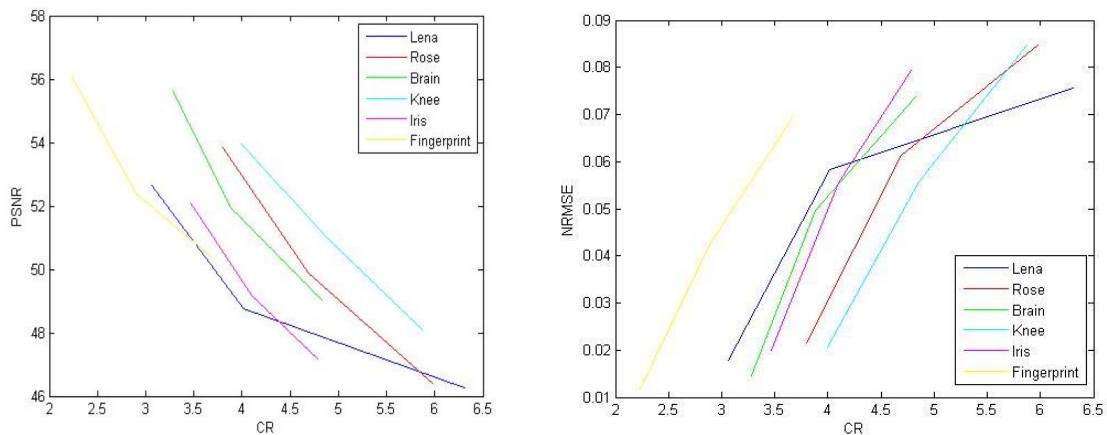 58
56
54
52
50
48
46
PSNR
2
2.5
3
3.5
4
4.5
5
5.5
6
6.5
CR
Lena
Rose
Brain
Knee
Iris
Fingerprint
0.09
0.08
0.07
0.06
0.05
0.04
0.03
0.02
0.01
NRMSE
2
2.5
3
3.5
4
4.5
5
5.5
6
6.5
CR
Lena
Rose
Brain
Knee
Iris
Fingerprint